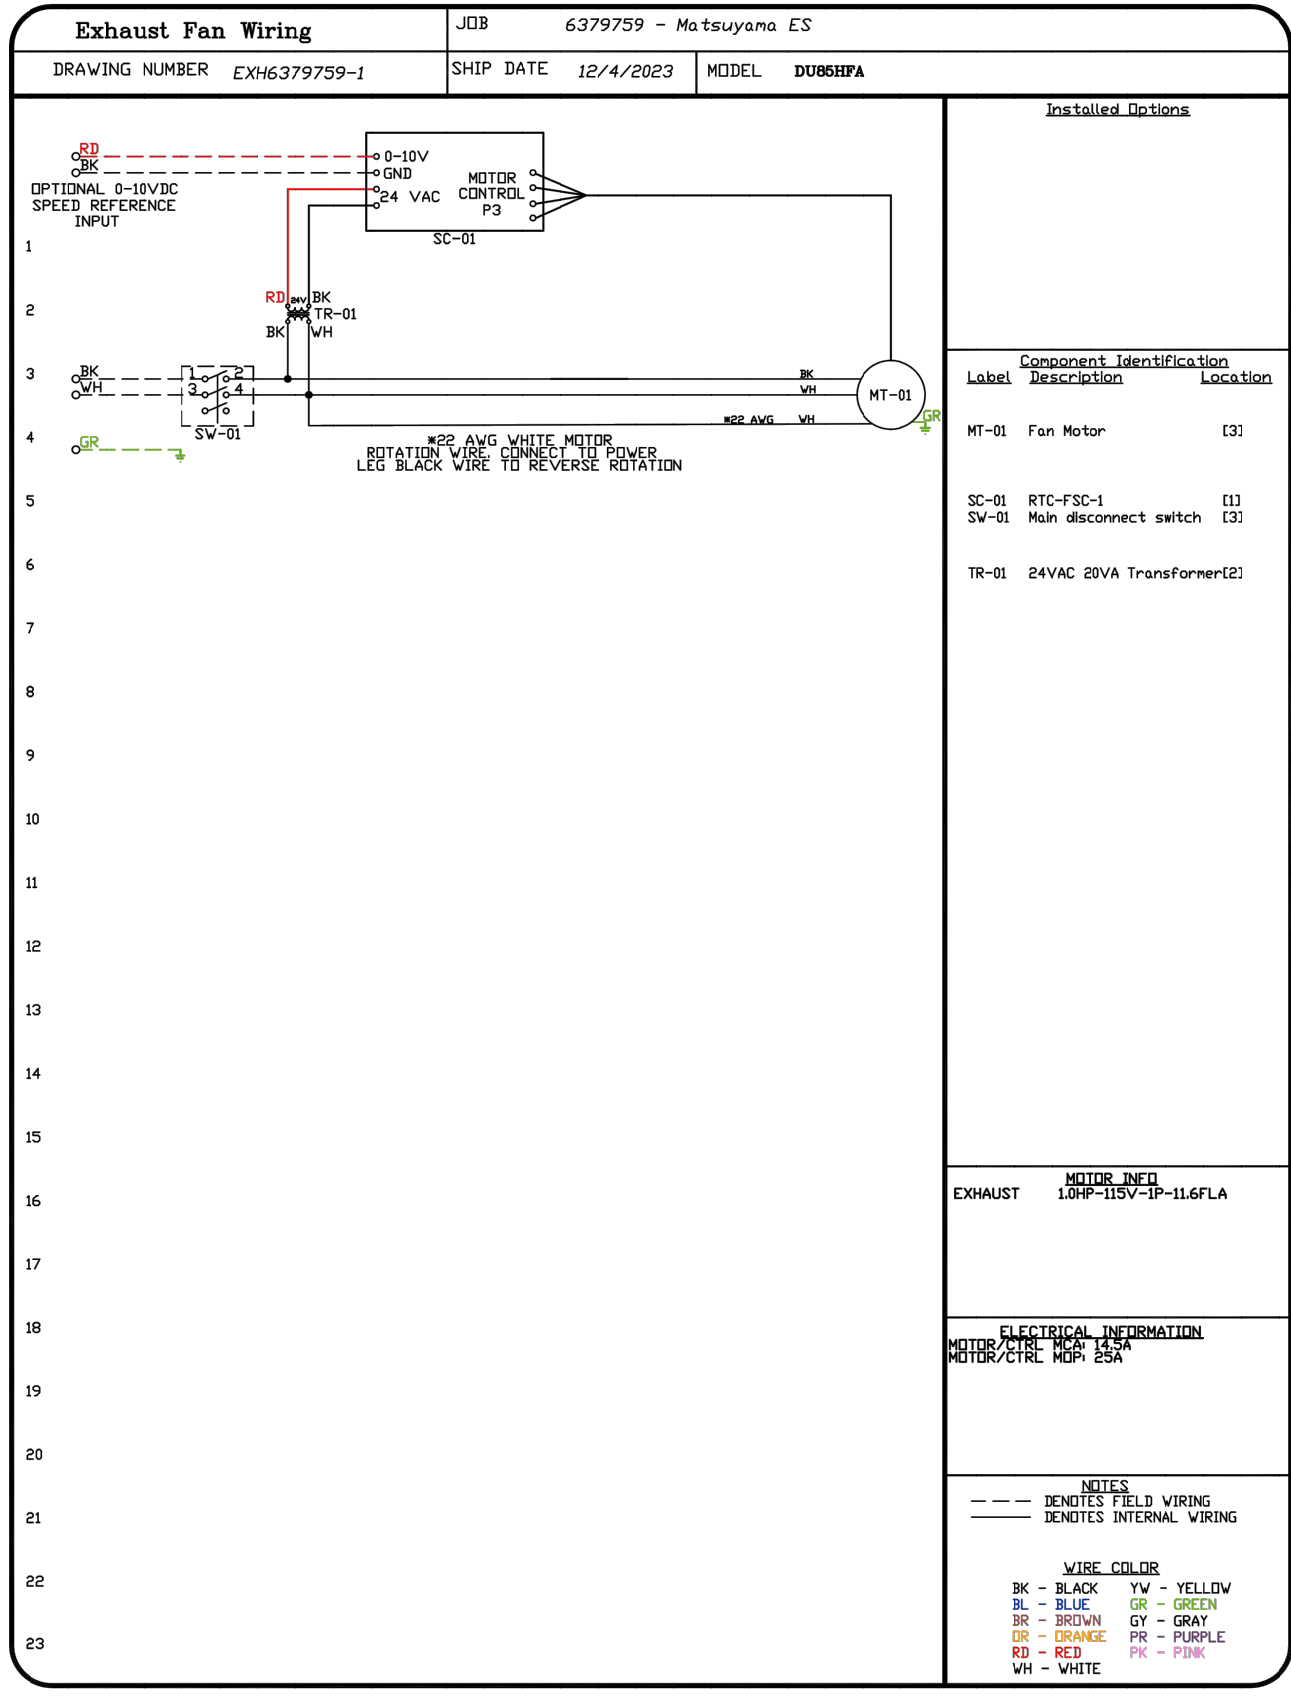 Exhaust Fan Wiring
JOB 6379759 - Matsuyama ES
DRAWING NUMBER EXH6379759-1
SHIP DATE 12/4/2023
MODEL DU85HFA
RD
BK
OPTIONAL 0-10VDC
SPEED REFERENCE
INPUT
0-10V
GND
24 VAC
MOTOR
CONTROL
P3
SC-01
RD 24V BK
TR-01
BK WH
BK
WH
1 2
3 4
SW-01
GR
BK
WH
*22 AWG WH
MT-01
GR
*22 AWG WHITE MOTOR
ROTATION WIRE. CONNECT TO POWER
LEG BLACK WIRE TO REVERSE ROTATION
1
2
3
4
5
6
7
8
9
10
11
12
13
14
15
16
17
18
19
20
21
22
23
Installed Options
Component Identification
Label Description Location
MT-01 Fan Motor [3]
SC-01 RTC-FSC-1 [1]
SW-01 Main disconnect switch [3]
TR-01 24VAC 20VA Transformer[2]
MOTOR INFO
EXHAUST 1.0HP-115V-1P-11.6FLA
ELECTRICAL INFORMATION
MOTOR/CTRL MCA: 14.5A
MOTOR/CTRL MOP: 25A
NOTES
DENOTES FIELD WIRING
DENOTES INTERNAL WIRING
WIRE COLOR
BK - BLACK YW - YELLOW
BL - BLUE GR - GREEN
BR - BROWN GY - GRAY
OR - ORANGE PR - PURPLE
RD - RED PK - PINK
WH - WHITE